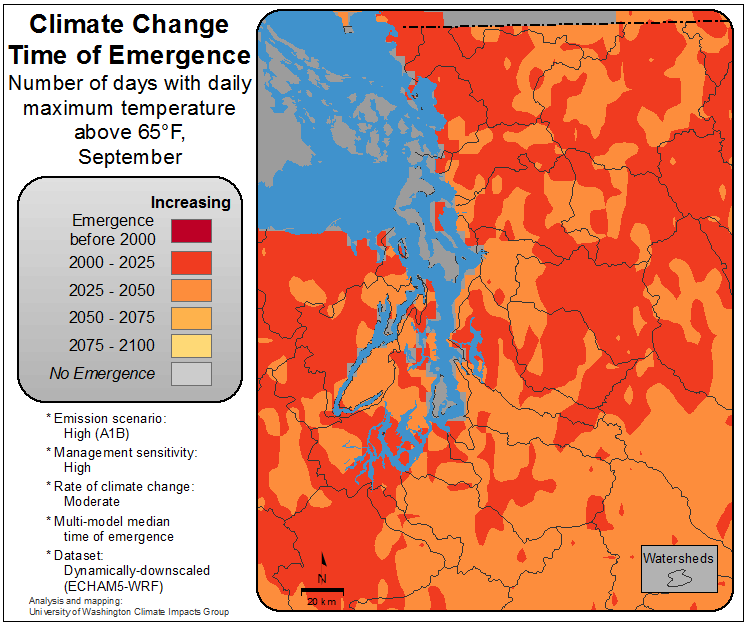 Climate Change
Time of Emergence
Number of days with daily
maximum temperature
above 65°F,
September
Increasing
Emergence
before 2000
2000 - 2025
2025 - 2050
2050 - 2075
2075 - 2100
No Emergence
* Emission scenario:
High (A1B)
* Management sensitivity:
High
* Rate of climate change:
Moderate
* Multi-model median
time of emergence
* Dataset:
Dynamically-downscaled
(ECHAM5-WRF)
Analysis and mapping:
University of Washington Climate Impacts Group
N
20 km
Watersheds